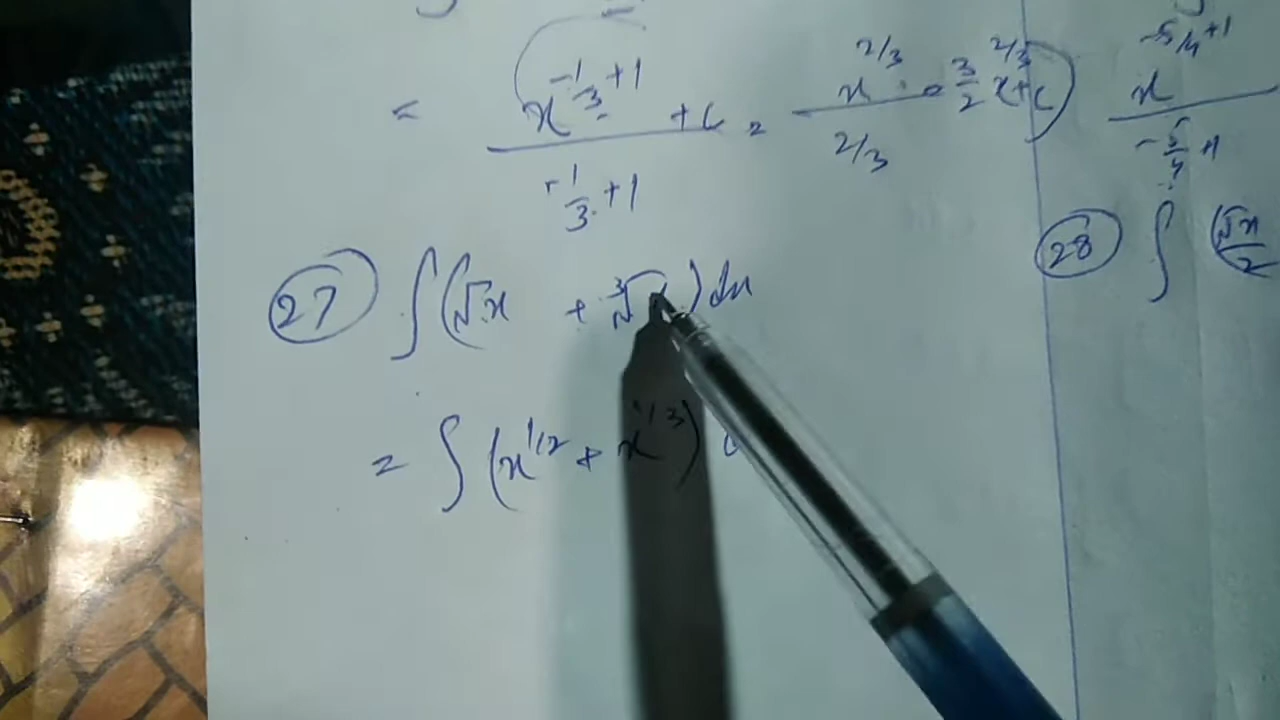 = x^(-1/3+1) / (-1/3+1) + c = x^(2/3) / (2/3) = 3/2 x^(2/3) + c
x^(-5/4+1) / (-5/4+1)
(27) ∫(√x + ∛x) dx
(28) ∫ (√x/2
= ∫(x^(1/2) + x^(1/3))